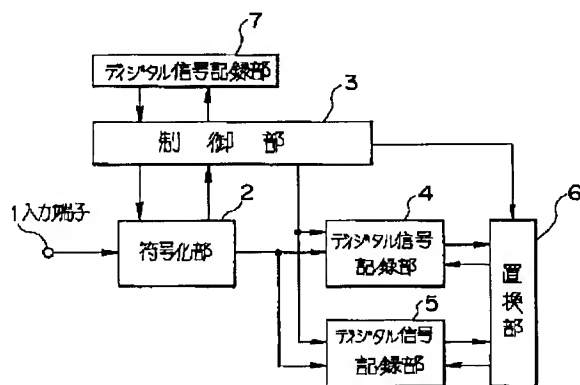 7
ディジタル信号記録部
3
制御部
1入力端子
2
符号化部
4
ディジタル信号
記録部
5
ディジタル信号
記録部
6
置換部